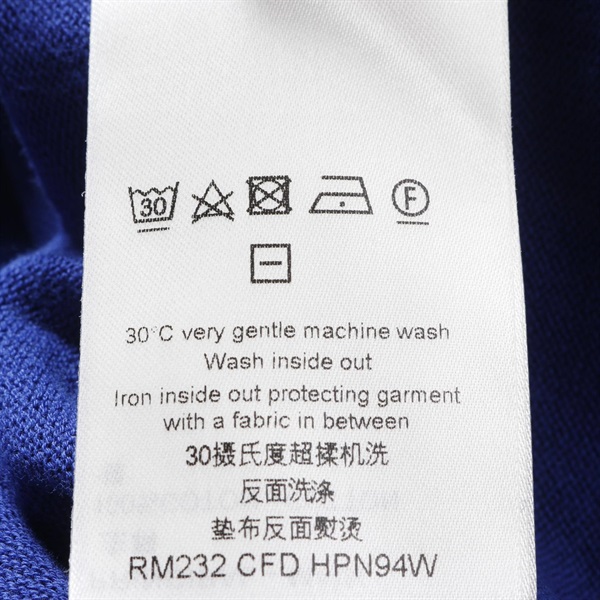 30
F
30°C very gentle machine wash
Wash inside out
Iron inside out protecting garment
with a fabric in between
30摄氏度超揉机洗
反面洗涤
垫布反面熨烫
RM232 CFD HPN94W